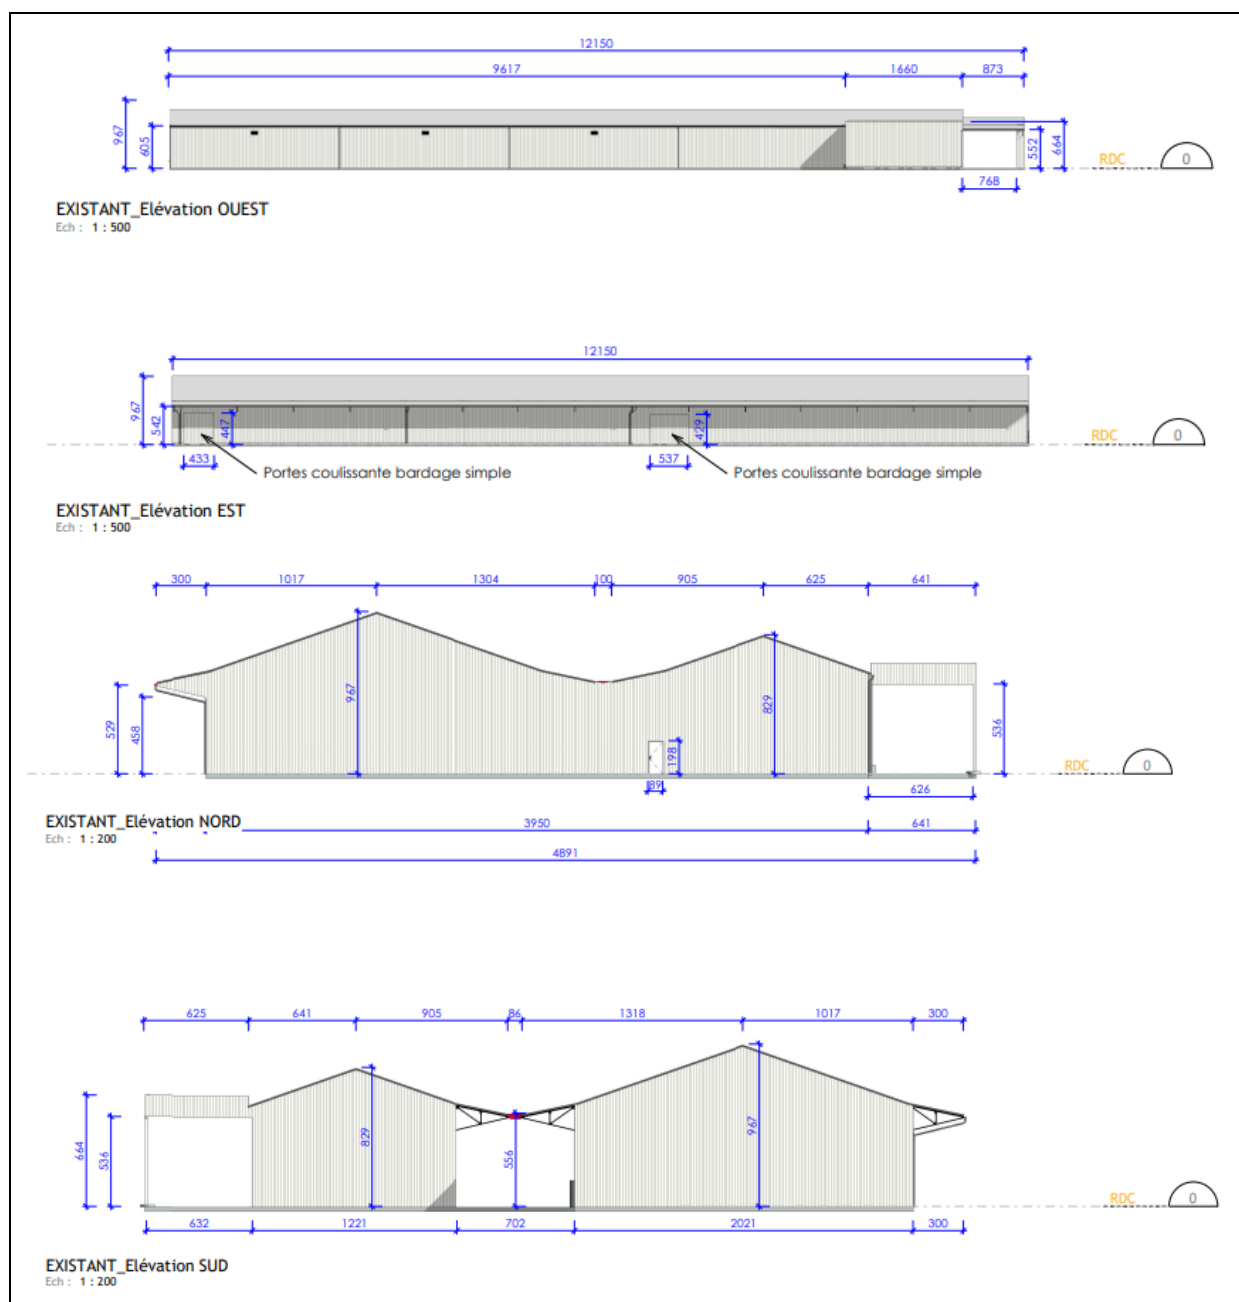 12150
9617 1660 873
967
605
552
664
RDC 0
768
EXISTANT_Elévation OUEST
Ech : 1 : 500
12150
967
542
447
429
RDC 0
433 537
Portes coulissante bardage simple
Portes coulissante bardage simple
EXISTANT_Elévation EST
Ech : 1 : 500
300 1017 1304 100 905 625 641
967
829
529
458
198
536
RDC 0
89
626
EXISTANT_Elévation NORD
Ech : 1 : 200
3950 641
4891
625 641 905 86 1318 1017 300
664
536
829
556
967
RDC 0
632 1221 702 2021 300
EXISTANT_Elévation SUD
Ech : 1 : 200